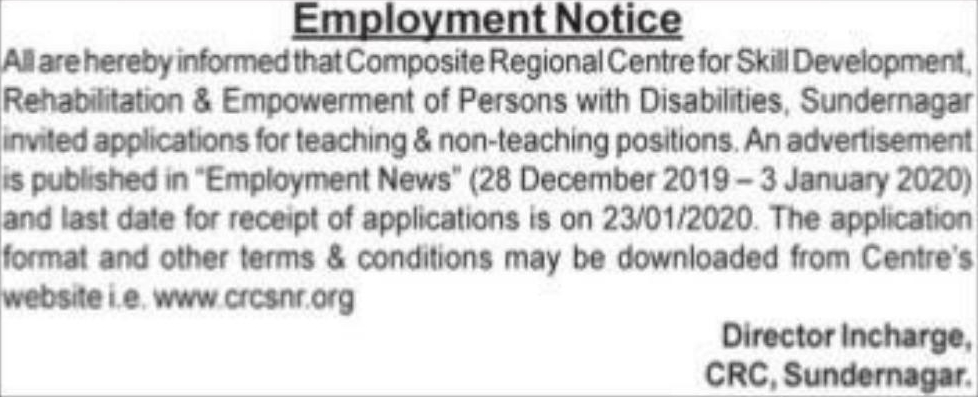 Employment Notice
All are hereby informed that Composite Regional Centre for Skill Development,
Rehabilitation & Empowerment of Persons with Disabilities, Sundernagar
invited applications for teaching & non-teaching positions. An advertisement
is published in "Employment News" (28 December 2019 – 3 January 2020)
and last date for receipt of applications is on 23/01/2020. The application
format and other terms & conditions may be downloaded from Centre's
website i.e. www.crcsnr.org
Director Incharge,
CRC, Sundernagar.